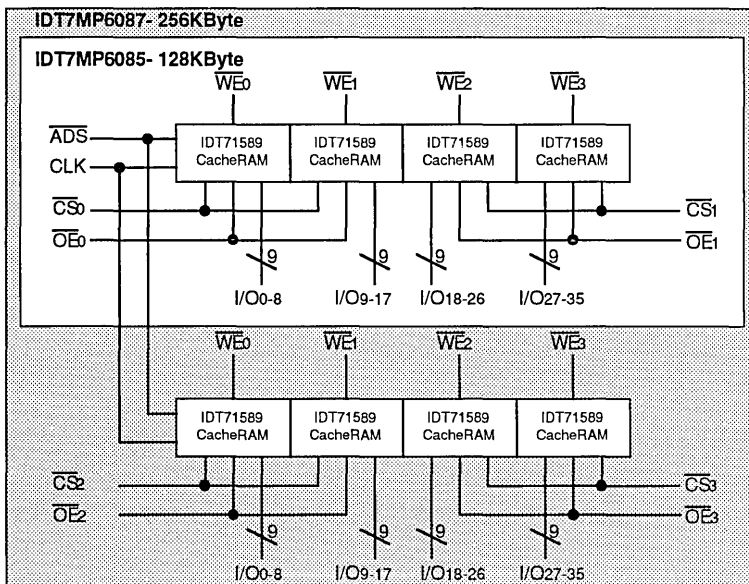 IDT7MP6087- 256KByte
IDT7MP6085- 128KByte
WE0 WE1 WE2 WE3
ADS
CLK
IDT71589 CacheRAM IDT71589 CacheRAM IDT71589 CacheRAM IDT71589 CacheRAM
CS0 CS1
OE0 OE1
9 9 9 9
I/O0-8 I/O9-17 I/O18-26 I/O27-35
WE0 WE1 WE2 WE3
IDT71589 CacheRAM IDT71589 CacheRAM IDT71589 CacheRAM IDT71589 CacheRAM
CS2 CS3
OE2 OE3
9 9 9 9
I/O0-8 I/O9-17 I/O18-26 I/O27-35